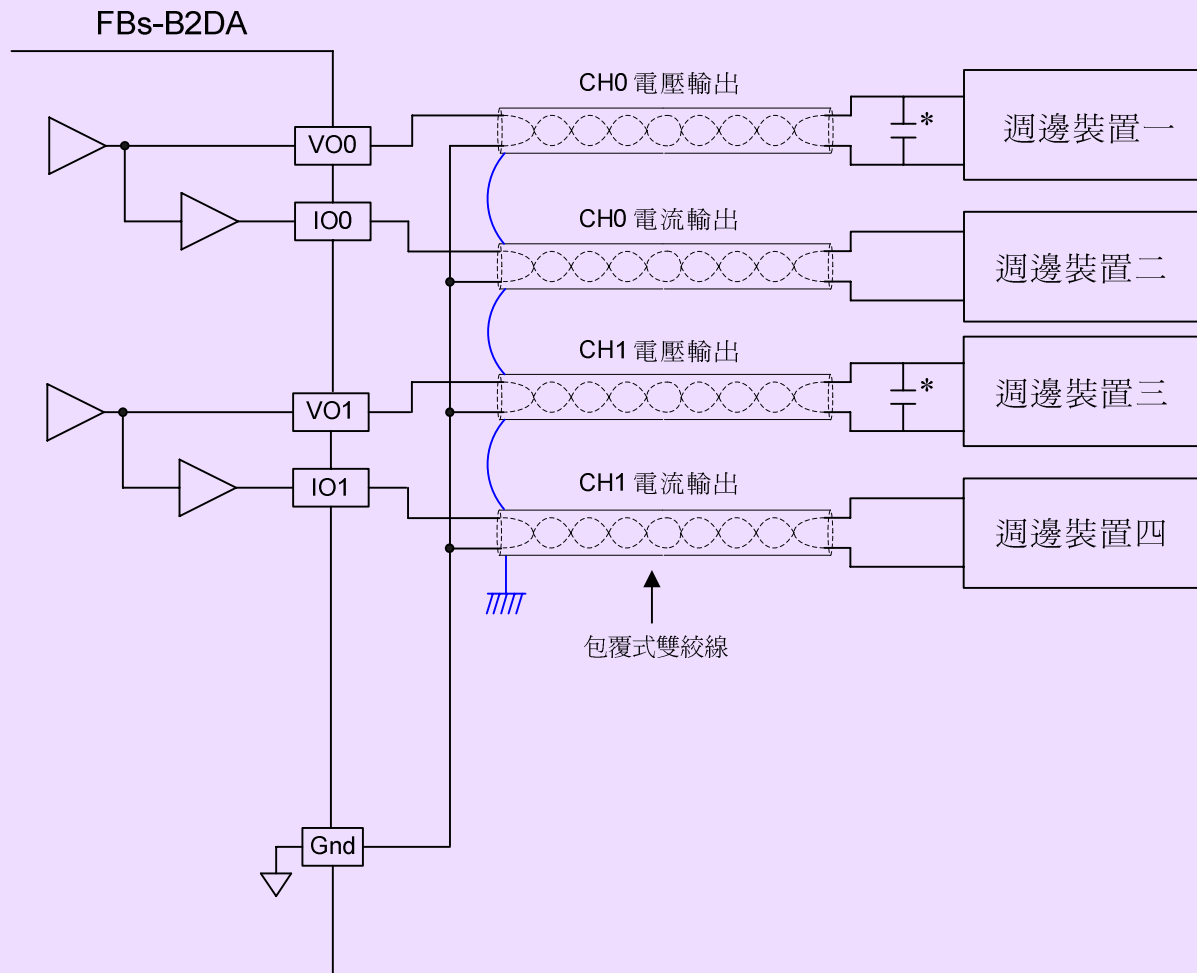 FBs-B2DA
CH0 電壓輸出
VO0
*
週邊裝置一
CH0 電流輸出
IO0
週邊裝置二
CH1 電壓輸出
VO1
*
週邊裝置三
CH1 電流輸出
IO1
週邊裝置四
包覆式雙絞線
Gnd